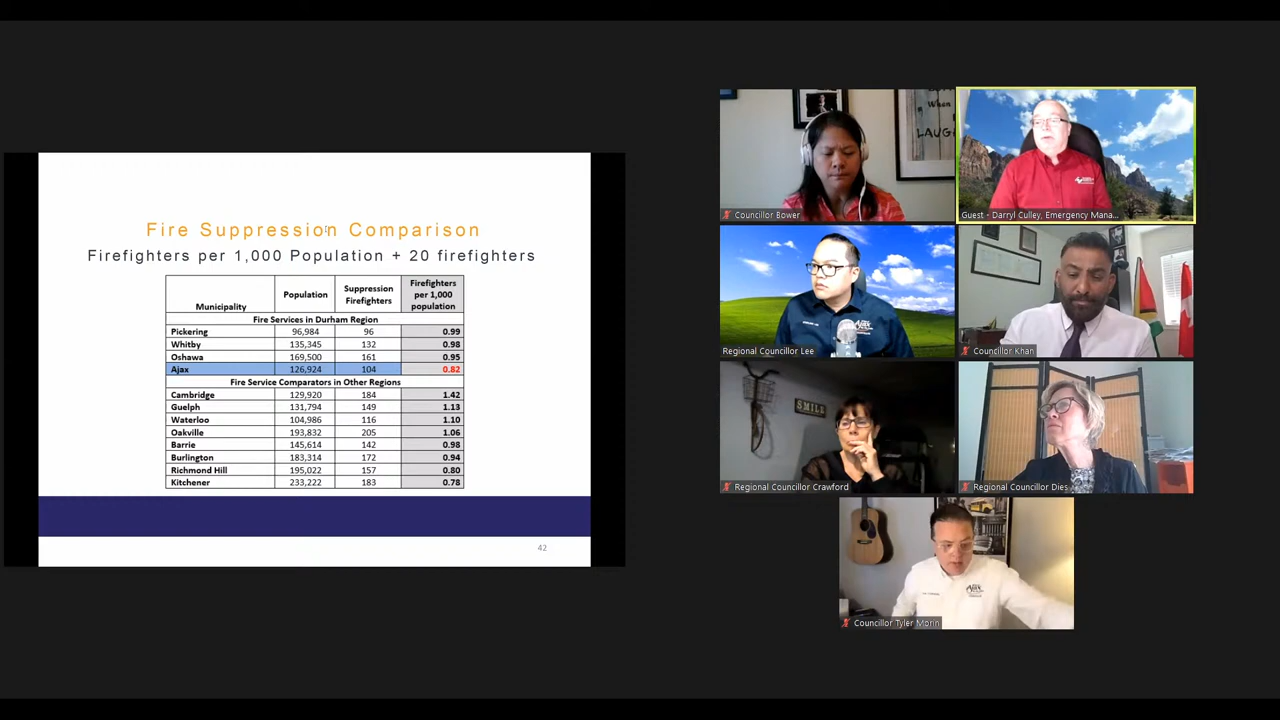 Fire Suppression Comparison
Firefighters per 1,000 Population + 20 firefighters
Municipality Population Suppression Firefighters Firefighters per 1,000 population
Fire Services in Durham Region
Pickering 96,984 96 0.99
Whitby 135,345 132 0.98
Oshawa 169,500 161 0.95
Ajax 126,924 104 0.82
Fire Service Comparators in Other Regions
Cambridge 129,920 184 1.42
Guelph 131,794 149 1.13
Waterloo 104,986 116 1.10
Oakville 193,832 205 1.06
Barrie 145,614 142 0.98
Burlington 183,314 172 0.94
Richmond Hill 195,022 157 0.80
Kitchener 233,222 183 0.78
42
When
LAUGH
Councillor Bower
Guest - Darryl Culley, Emergency Mana...
Ajax
Regional Councillor Lee
Councillor Khan
SMILE
Regional Councillor Crawford
Regional Councillor Dies
Ajax
Councillor Tyler Morin